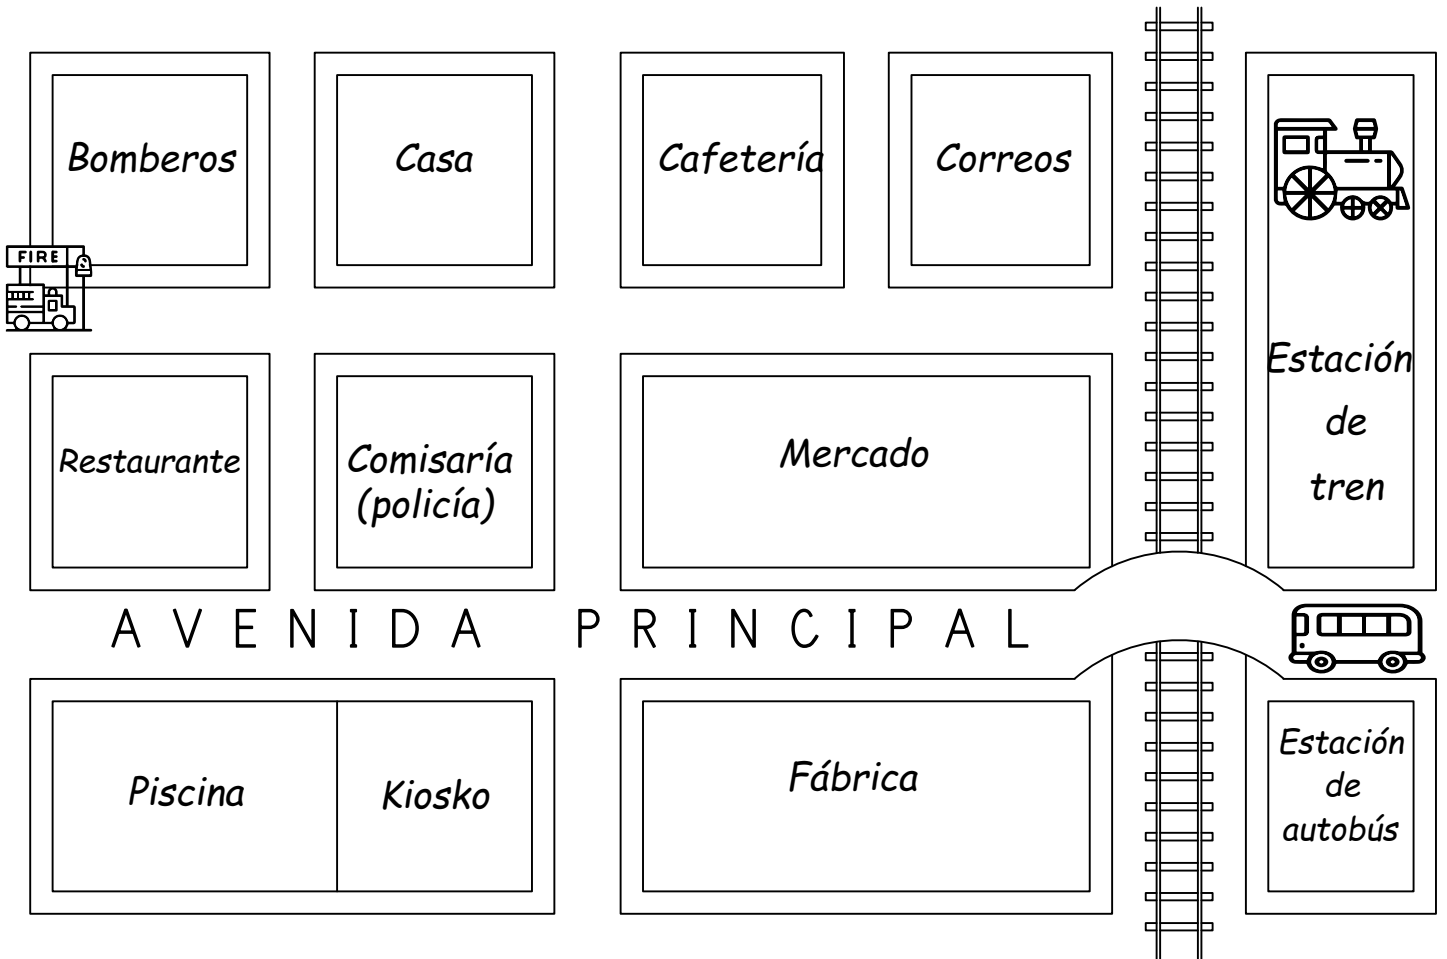 Bomberos
Casa
Cafetería
Correos
FIRE
Estación
de
tren
Restaurante
Comisaría
(policía)
Mercado
AVENIDA PRINCIPAL
Piscina
Kiosko
Fábrica
Estación
de
autobús